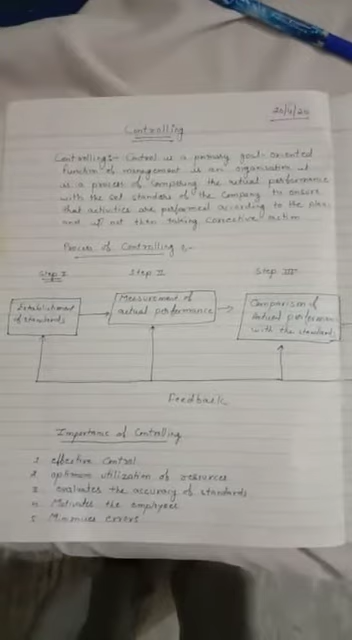 20/4/24
Controlling
Controlling:- Control is a primary goal-oriented
function of management is an organisation. it
is a process of comparing the actual performance
with the set standers of the Company to ensure
that activities are performed according to the plan
and if not then taking corrective action
Process of Controlling :-
Step I Step II Step III
Establishment of standards
Measurement of actual performance
Comparison of Actual performan with the standards
Feedback
Importance of Controlling
1. effective Control
2. optimum utilization of resources
3. evaluates the accuracy of standards
4. Motivates the employees
5. Minimises errors